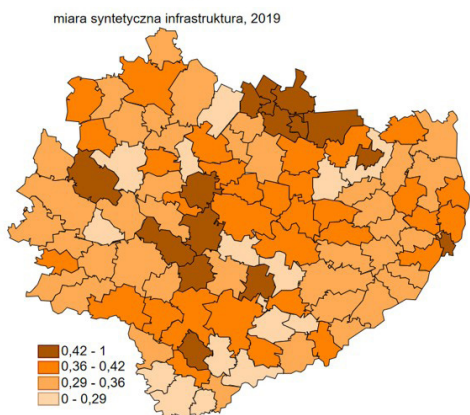 miara syntetyczna infrastruktura, 2019
0,42 - 1
0,36 - 0,42
0,29 - 0,36
0 - 0,29